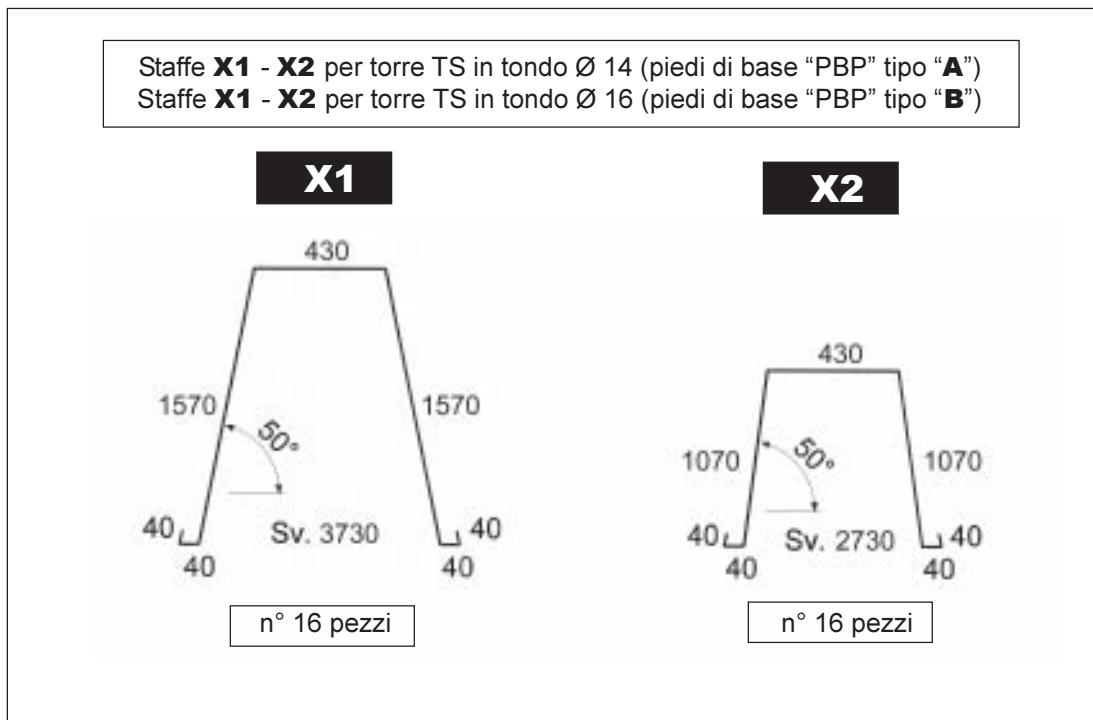 Staffe X1 - X2 per torre TS in tondo Ø 14 (piedi di base “PBP” tipo “A”)
Staffe X1 - X2 per torre TS in tondo Ø 16 (piedi di base “PBP” tipo “B”)
X1
430
1570
1570
50°
40
40
Sv. 3730
40
40
n° 16 pezzi
X2
430
1070
1070
50°
40
40
Sv. 2730
40
40
n° 16 pezzi